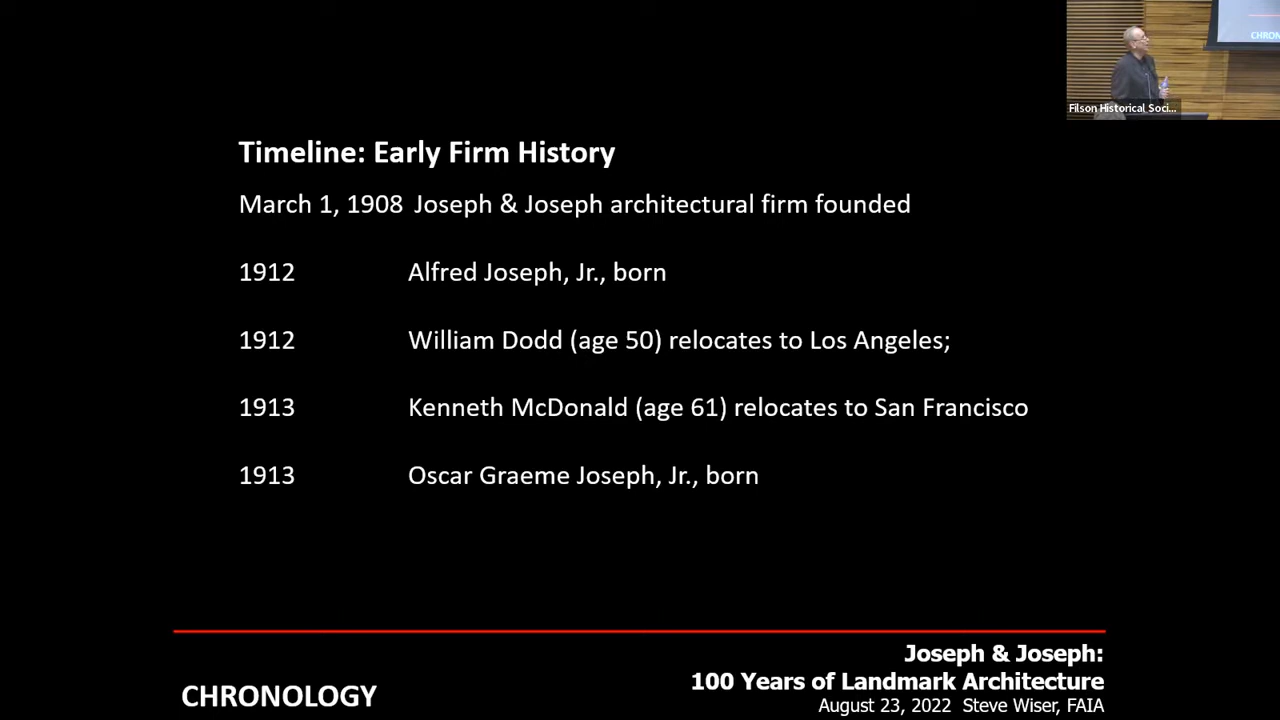 CHRON
Filson Historical Soci...
Timeline: Early Firm History
March 1, 1908 Joseph & Joseph architectural firm founded
1912 Alfred Joseph, Jr., born
1912 William Dodd (age 50) relocates to Los Angeles;
1913 Kenneth McDonald (age 61) relocates to San Francisco
1913 Oscar Graeme Joseph, Jr., born
Joseph & Joseph:
100 Years of Landmark Architecture
August 23, 2022 Steve Wiser, FAIA
CHRONOLOGY